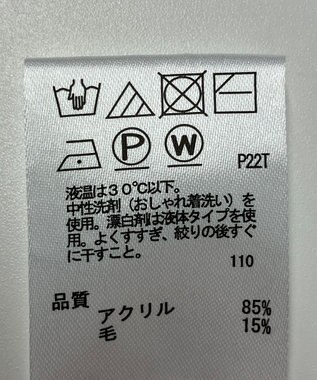 P W P22T
液温は30℃以下。
中性洗剤(おしゃれ着洗い)を
使用。漂白剤は液体タイプを使
用。よくすすぎ、絞りの後すぐ
に干すこと。 110
品質
アクリル 85%
毛 15%